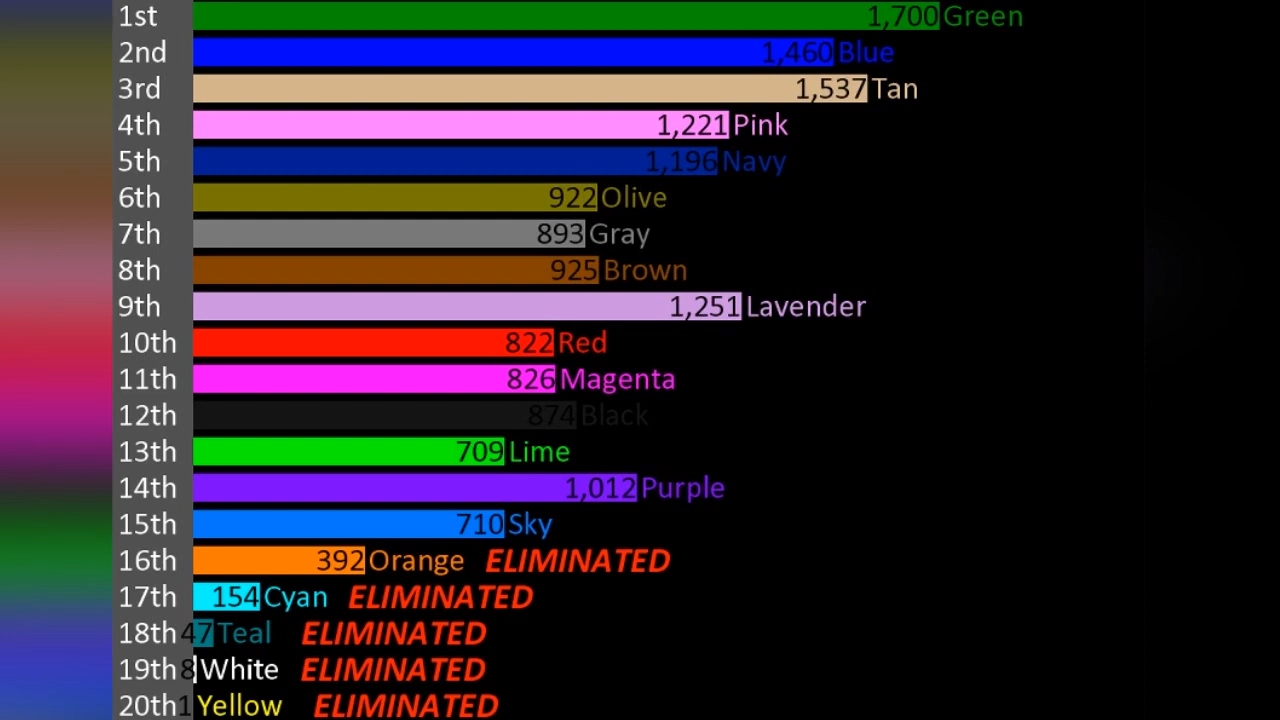 1st 1,700 Green
2nd 1,460 Blue
3rd 1,537 Tan
4th 1,221 Pink
5th 1,196 Navy
6th 922 Olive
7th 893 Gray
8th 925 Brown
9th 1,251 Lavender
10th 822 Red
11th 826 Magenta
12th 874 Black
13th 709 Lime
14th 1,012 Purple
15th 710 Sky
16th 392 Orange ELIMINATED
17th 154 Cyan ELIMINATED
18th 47 Teal ELIMINATED
19th 8 White ELIMINATED
20th 1 Yellow ELIMINATED